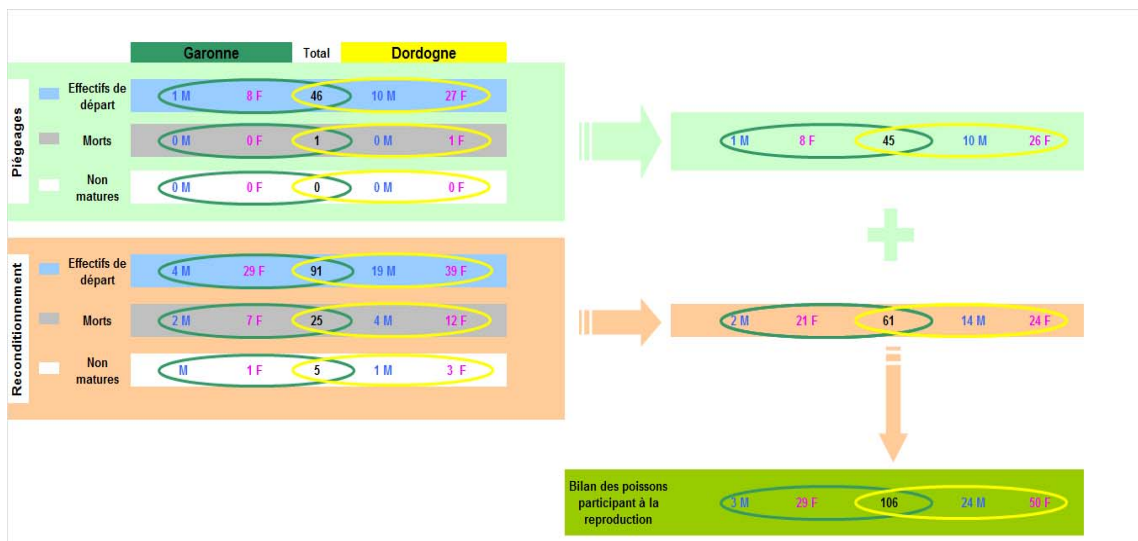 Garonne Total Dordogne
Piégeages
Effectifs de
départ
1 M 8 F 46 10 M 27 F
Morts
0 M 0 F 1 0 M 1 F
Non
matures
0 M 0 F 0 0 M 0 F
1 M 8 F 45 10 M 26 F
Reconditionnement
Effectifs de
départ
4 M 29 F 91 19 M 39 F
Morts
2 M 7 F 25 4 M 12 F
Non
matures
M 1 F 5 1 M 3 F
2 M 21 F 61 14 M 24 F
Bilan des poissons
participant à la
reproduction
3 M 29 F 106 24 M 50 F